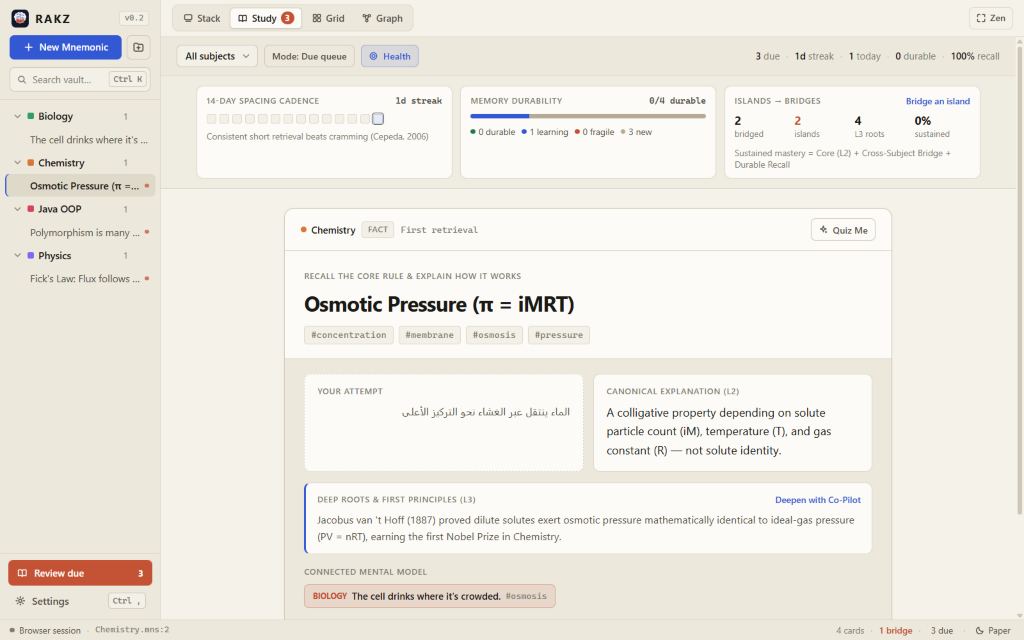 RAKZ
v0.2
Stack
Study 3
Grid
Graph
Zen
+ New Mnemonic
Search vault... Ctrl K
Biology 1
The cell drinks where it's ...
Chemistry 1
Osmotic Pressure (π =...
Java OOP 1
Polymorphism is many ...
Physics 1
Fick's Law: Flux follows ...
Review due 3
Settings Ctrl ,
All subjects
Mode: Due queue
Health
3 due · 1d streak · 1 today · 0 durable · 100% recall
14-DAY SPACING CADENCE 1d streak
Consistent short retrieval beats cramming (Cepeda, 2006)
MEMORY DURABILITY 0/4 durable
0 durable 1 learning 0 fragile 3 new
ISLANDS → BRIDGES Bridge an island
2 2 4 0%
bridged islands L3 roots sustained
Sustained mastery = Core (L2) + Cross-Subject Bridge +
Durable Recall
Chemistry FACT First retrieval
Quiz Me
RECALL THE CORE RULE & EXPLAIN HOW IT WORKS
Osmotic Pressure (π = iMRT)
#concentration #membrane #osmosis #pressure
YOUR ATTEMPT
الماء ينتقل عبر الغشاء نحو التركيز الأعلى
CANONICAL EXPLANATION (L2)
A colligative property depending on solute
particle count (iM), temperature (T), and gas
constant (R) — not solute identity.
DEEP ROOTS & FIRST PRINCIPLES (L3) Deepen with Co-Pilot
Jacobus van 't Hoff (1887) proved dilute solutes exert osmotic pressure mathematically identical to ideal-gas pressure
(PV = nRT), earning the first Nobel Prize in Chemistry.
CONNECTED MENTAL MODEL
BIOLOGY The cell drinks where it's crowded. #osmosis
Browser session · Chemistry.mns:2
4 cards · 1 bridge · 3 due · Paper